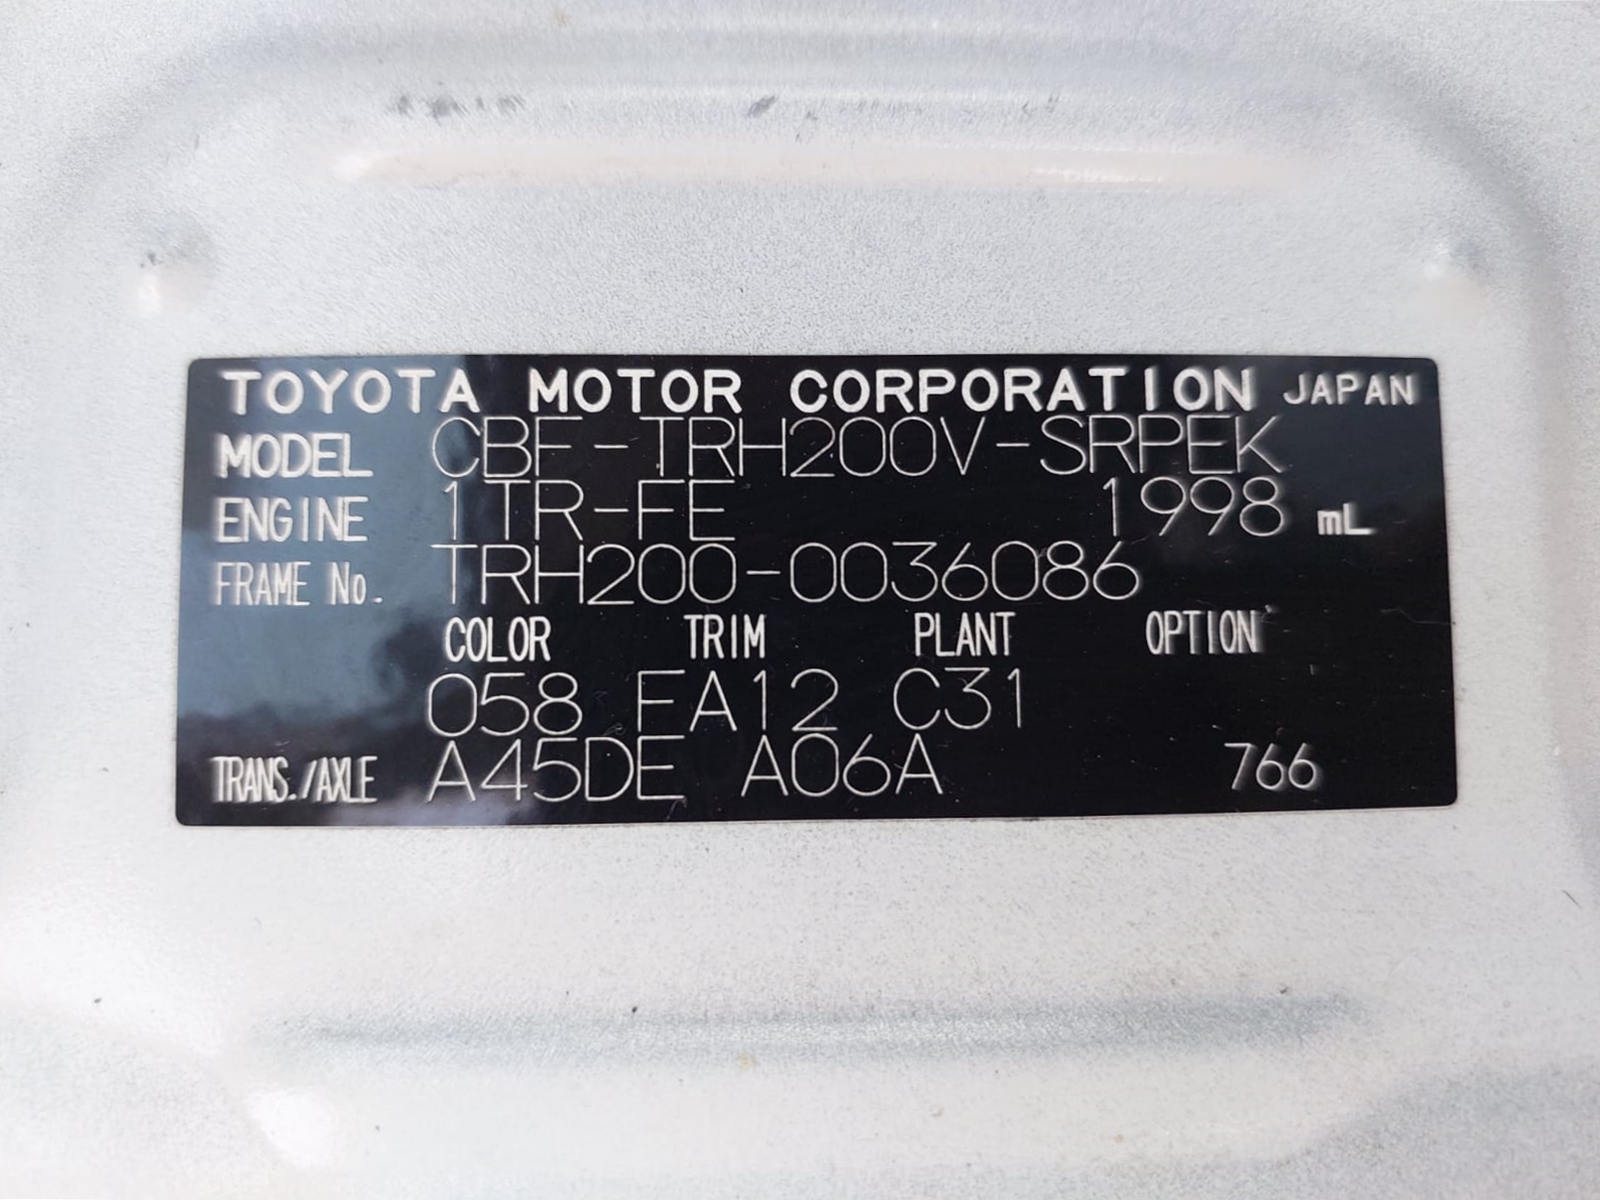 TOYOTA MOTOR CORPORATION JAPAN
MODEL CBF-TRH200V-SRPEK
ENGINE 1TR-FE 1998 mL
FRAME No. TRH200-0036086
COLOR TRIM PLANT OPTION
058 FA12 C31
TRANS./AXLE A45DE A06A 766